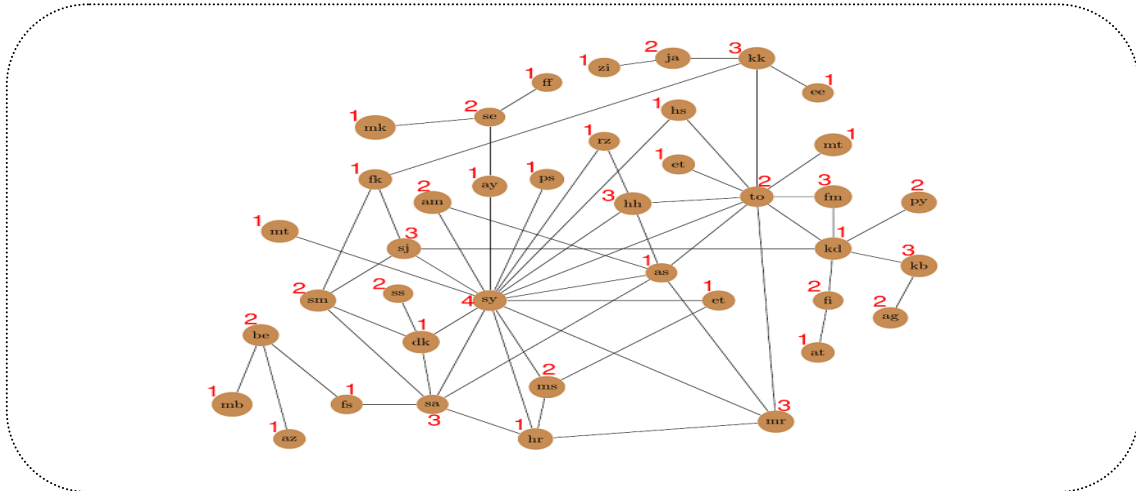 1 zi
2 ja
3 kk
1 ff
1 ee
2 se
1 mk
1 hs
1 rz
1 mt
1 et
1 fk
1 ay
1 ps
2 am
3 hh
2 to
3 fm
2 py
1 mt
3 sj
1 kd
3 kb
1 as
2 sm
2 ss
4 sy
1 et
2 fi
2 ag
2 be
1 dk
1 at
2 ms
1 mb
1 fs
3 sa
3 mr
1 az
1 hr